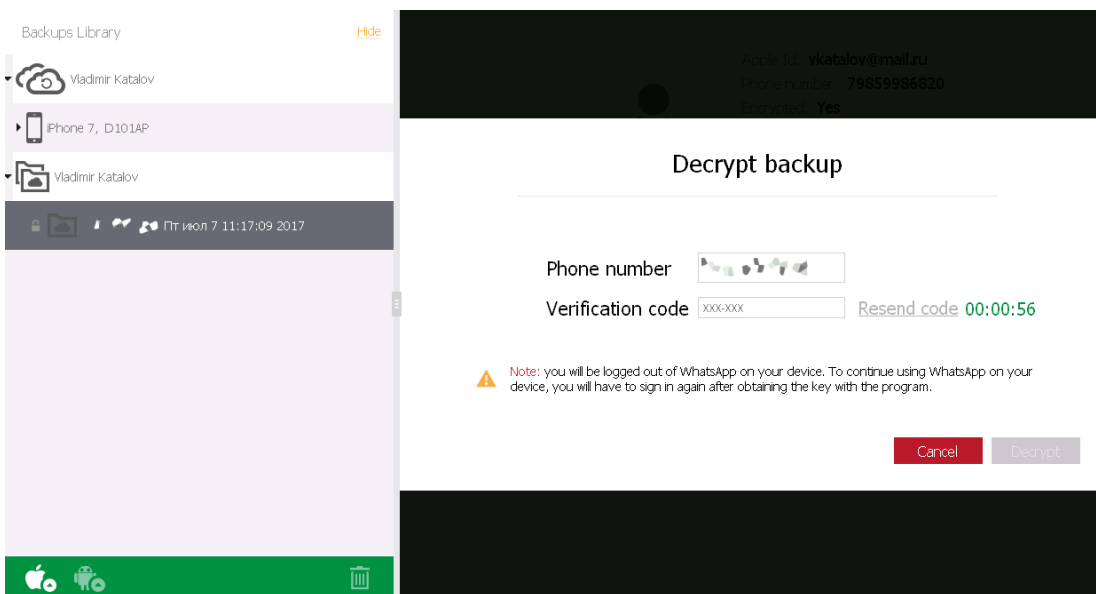 Backups Library
Hide
Vladimir Katalov
iPhone 7, D101AP
Vladimir Katalov
Пт июл 7 11:17:09 2017
Apple Id: vkatalov@mail.ru
Phone number: 79859986820
Encrypted: Yes
Decrypt backup
Phone number
Verification code XXX-XXX Resend code 00:00:56
Note: you will be logged out of WhatsApp on your device. To continue using WhatsApp on your
device, you will have to sign in again after obtaining the key with the program.
Cancel Decrypt